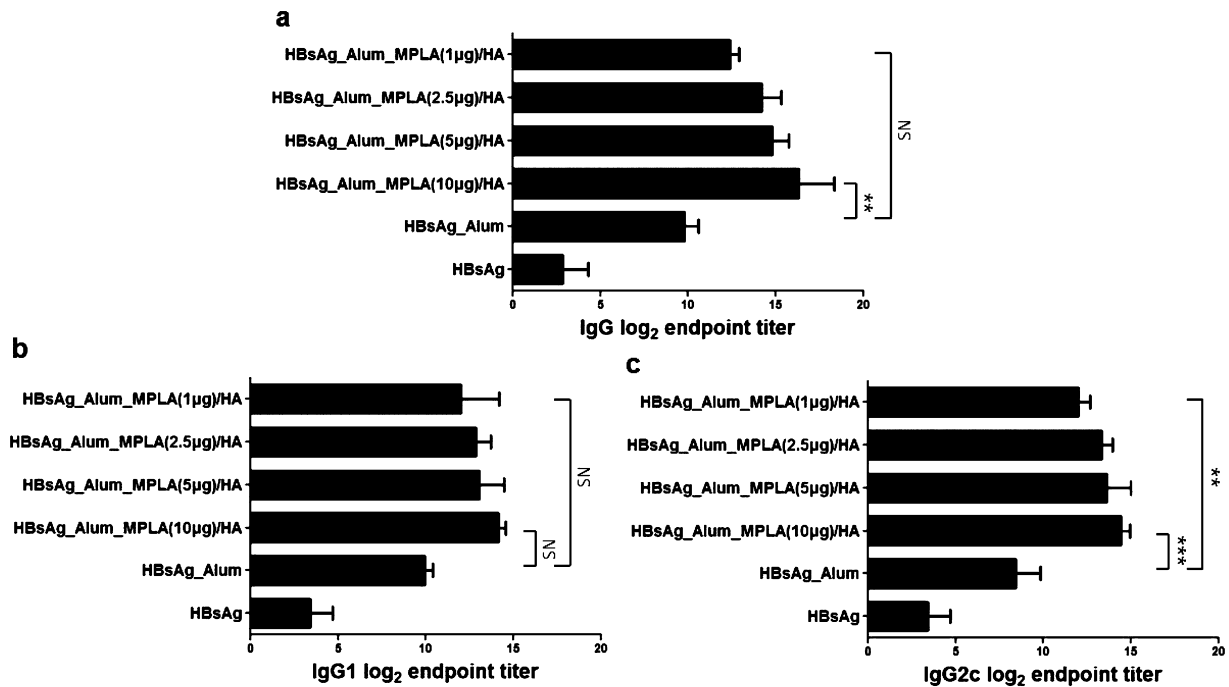 a
HBsAg_Alum_MPLA(1µg)/HA
HBsAg_Alum_MPLA(2.5µg)/HA
HBsAg_Alum_MPLA(5µg)/HA
HBsAg_Alum_MPLA(10µg)/HA
HBsAg_Alum
HBsAg
NS
**
0 5 10 15 20
IgG log₂ endpoint titer
b
HBsAg_Alum_MPLA(1µg)/HA
HBsAg_Alum_MPLA(2.5µg)/HA
HBsAg_Alum_MPLA(5µg)/HA
HBsAg_Alum_MPLA(10µg)/HA
HBsAg_Alum
HBsAg
NS
NS
0 5 10 15 20
IgG1 log₂ endpoint titer
c
HBsAg_Alum_MPLA(1µg)/HA
HBsAg_Alum_MPLA(2.5µg)/HA
HBsAg_Alum_MPLA(5µg)/HA
HBsAg_Alum_MPLA(10µg)/HA
HBsAg_Alum
HBsAg
**
***
0 5 10 15 20
IgG2c log₂ endpoint titer